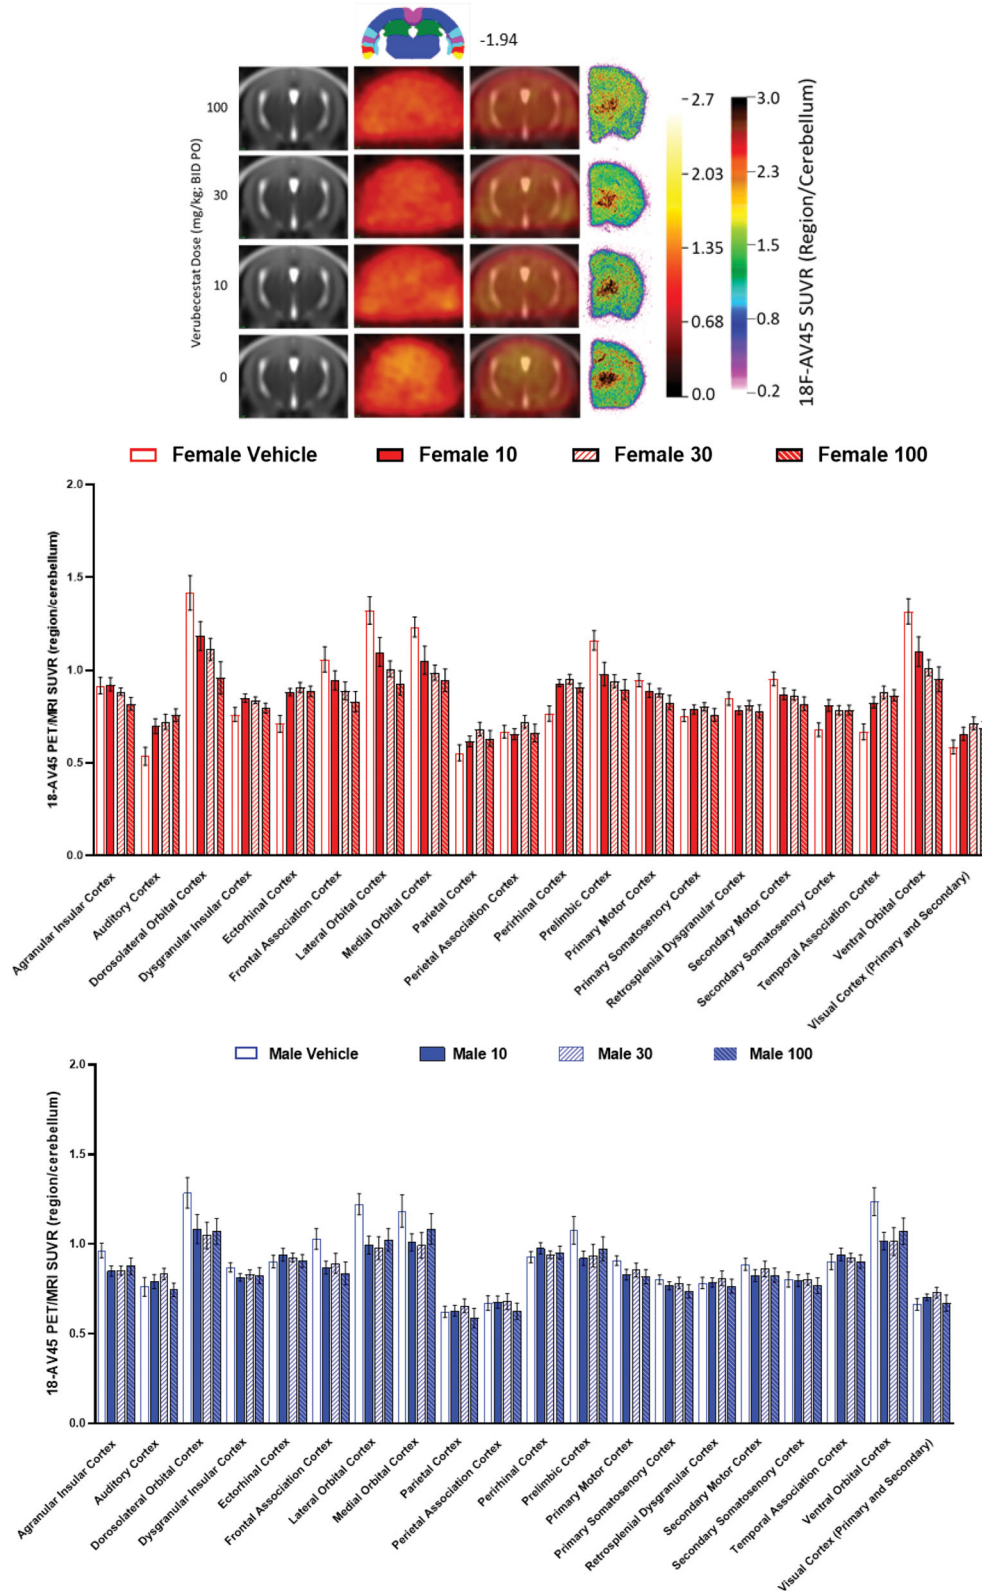 -1.94
Verubecestat Dose (mg/kg; BID PO)
100
30
10
0
2.7
2.03
1.35
0.68
0.0
3.0
2.3
1.5
0.8
0.2
18F-AV45 SUVR (Region/Cerebellum)
Female Vehicle
Female 10
Female 30
Female 100
18-AV45 PET/MRI SUVR (region/cerebellum)
2.0
1.5
1.0
0.5
0.0
Agranular Insular Cortex
Auditory Cortex
Dorosolateral Orbital Cortex
Dysgranular Insular Cortex
Ectorhinal Cortex
Frontal Association Cortex
Lateral Orbital Cortex
Medial Orbital Cortex
Parietal Cortex
Perietal Association Cortex
Perirhinal Cortex
Prelimbic Cortex
Primary Motor Cortex
Primary Somatosensory Cortex
Retrosplenial Dysgranular Cortex
Secondary Motor Cortex
Secondary Somatosenory Cortex
Temporal Association Cortex
Ventral Orbital Cortex
Visual Cortex (Primary and Secondary)
Male Vehicle
Male 10
Male 30
Male 100
18-AV45 PET/MRI SUVR (region/cerebellum)
2.0
1.5
1.0
0.5
0.0
Agranular Insular Cortex
Auditory Cortex
Dorosolateral Orbital Cortex
Dysgranular Insular Cortex
Ectorhinal Cortex
Frontal Association Cortex
Lateral Orbital Cortex
Medial Orbital Cortex
Parietal Cortex
Perietal Association Cortex
Perirhinal Cortex
Prelimbic Cortex
Primary Motor Cortex
Primary Somatosensory Cortex
Retrosplenial Dysgranular Cortex
Secondary Motor Cortex
Secondary Somatosenory Cortex
Temporal Association Cortex
Ventral Orbital Cortex
Visual Cortex (Primary and Secondary)